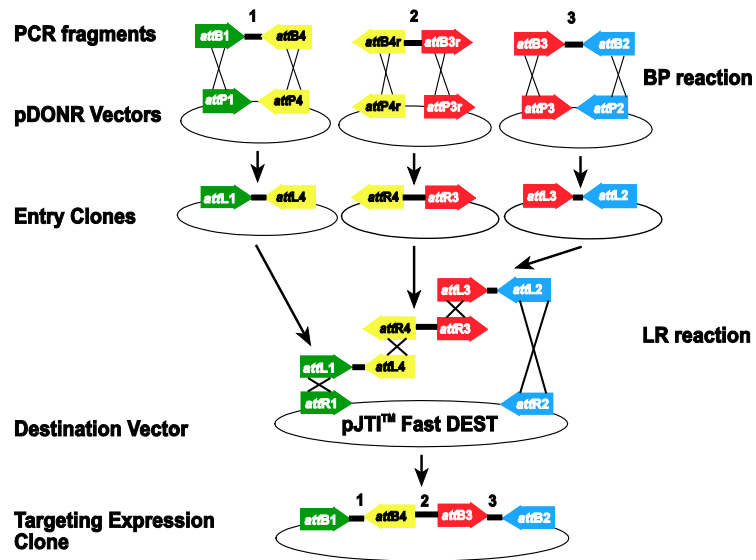 1 2 3
PCR fragments
attB1 attB4 attB4r attB3r attB3 attB2
BP reaction
attP1 attP4 attP4r attP3r attP3 attP2
pDONR Vectors
attL1 attL4 attR4 attR3 attL3 attL2
Entry Clones
attL3 attL2
attR4 attR3
LR reaction
attL1 attL4
attR1 attR2
pJTI™ Fast DEST
Destination Vector
1 2 3
attB1 attB4 attB3 attB2
Targeting Expression
Clone